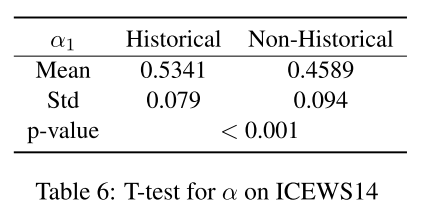 α1 Historical Non-Historical
Mean 0.5341 0.4589
Std 0.079 0.094
p-value < 0.001
Table 6: T-test for α on ICEWS14